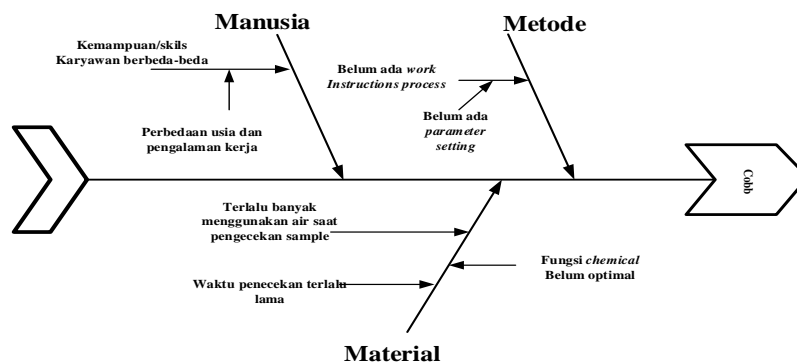 Manusia
Metode
Kemampuan/skils
Karyawan berbeda-beda
Belum ada work
Instructions process
Perbedaan usia dan
pengalaman kerja
Belum ada
parameter
setting
Cobb
Terlalu banyak
menggunakan air saat
pengecekan sample
Fungsi chemical
Belum optimal
Waktu penecekan terlalu
lama
Material